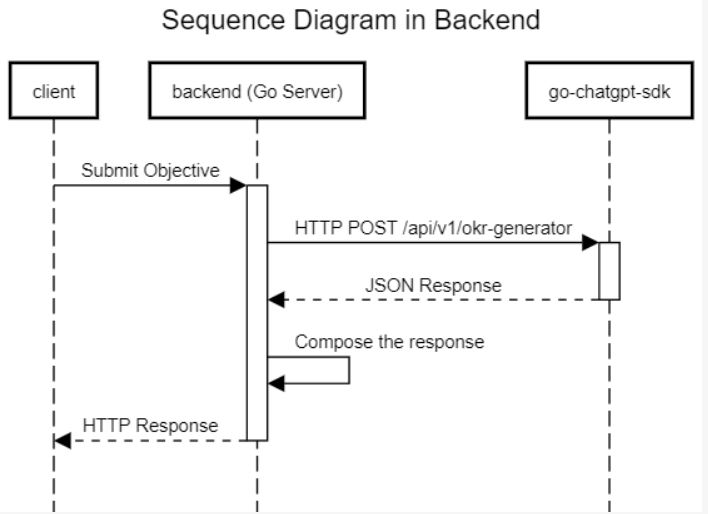 Sequence Diagram in Backend
client
backend (Go Server)
go-chatgpt-sdk
Submit Objective
HTTP POST /api/v1/okr-generator
JSON Response
Compose the response
HTTP Response